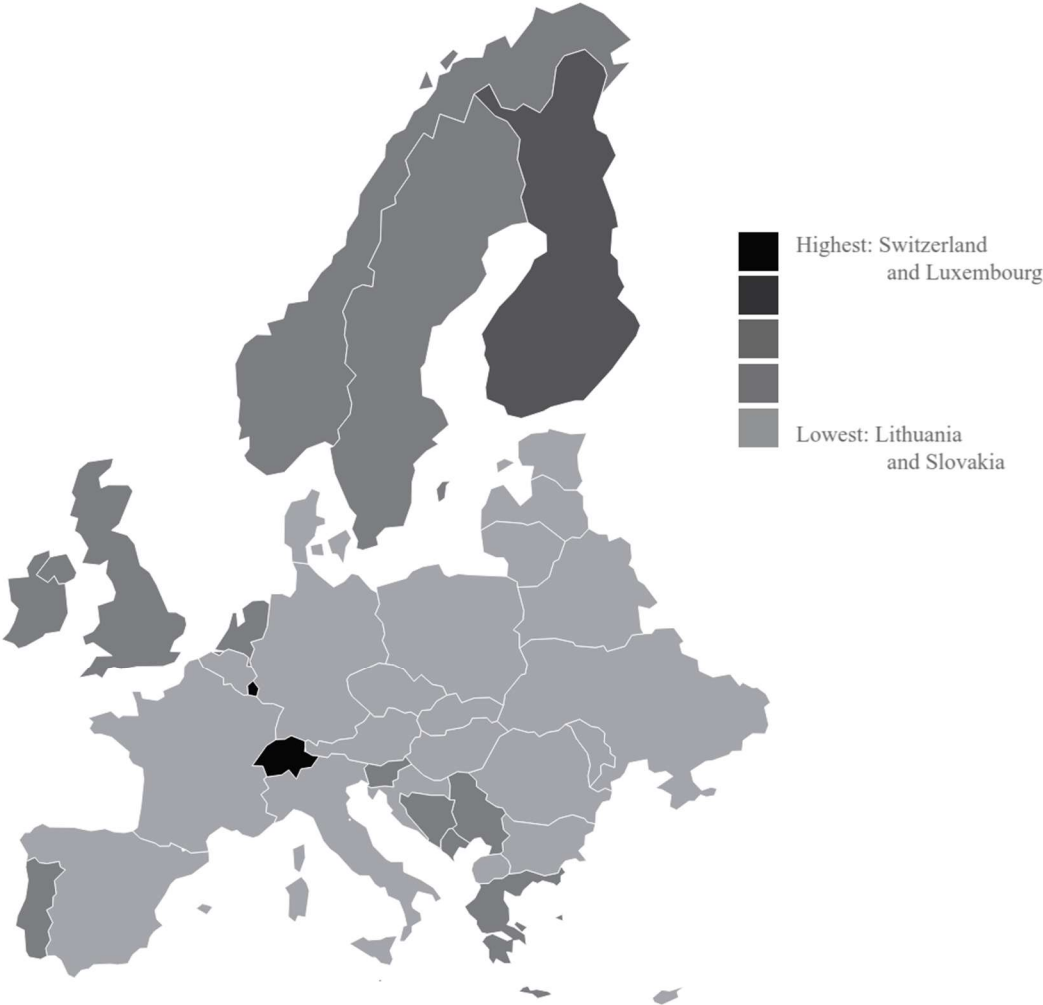 Highest: Switzerland
and Luxembourg
Lowest: Lithuania
and Slovakia